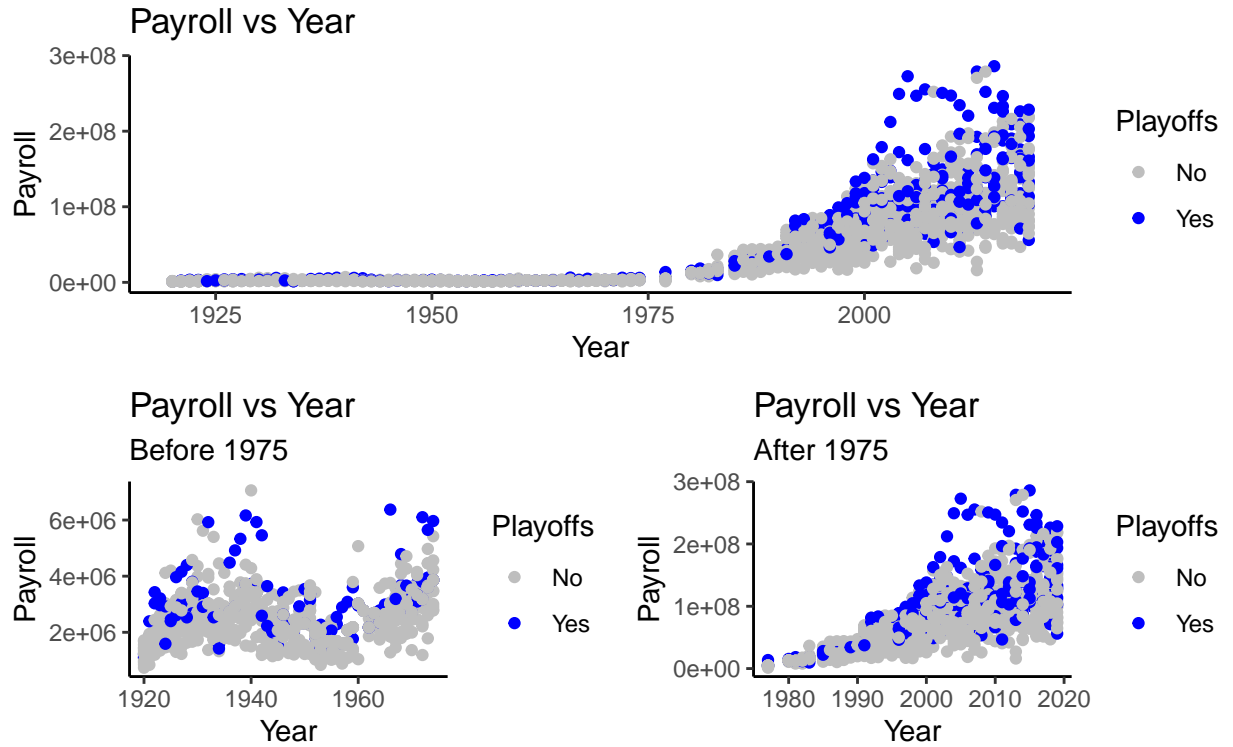 Payroll vs Year
3e+08
2e+08
1e+08
0e+00
Payroll
1925 1950 1975 2000
Year
Playoffs
No
Yes
Payroll vs Year
Before 1975
6e+06
4e+06
2e+06
Payroll
1920 1940 1960
Year
Playoffs
No
Yes
Payroll vs Year
After 1975
3e+08
2e+08
1e+08
0e+00
Payroll
1980 1990 2000 2010 2020
Year
Playoffs
No
Yes